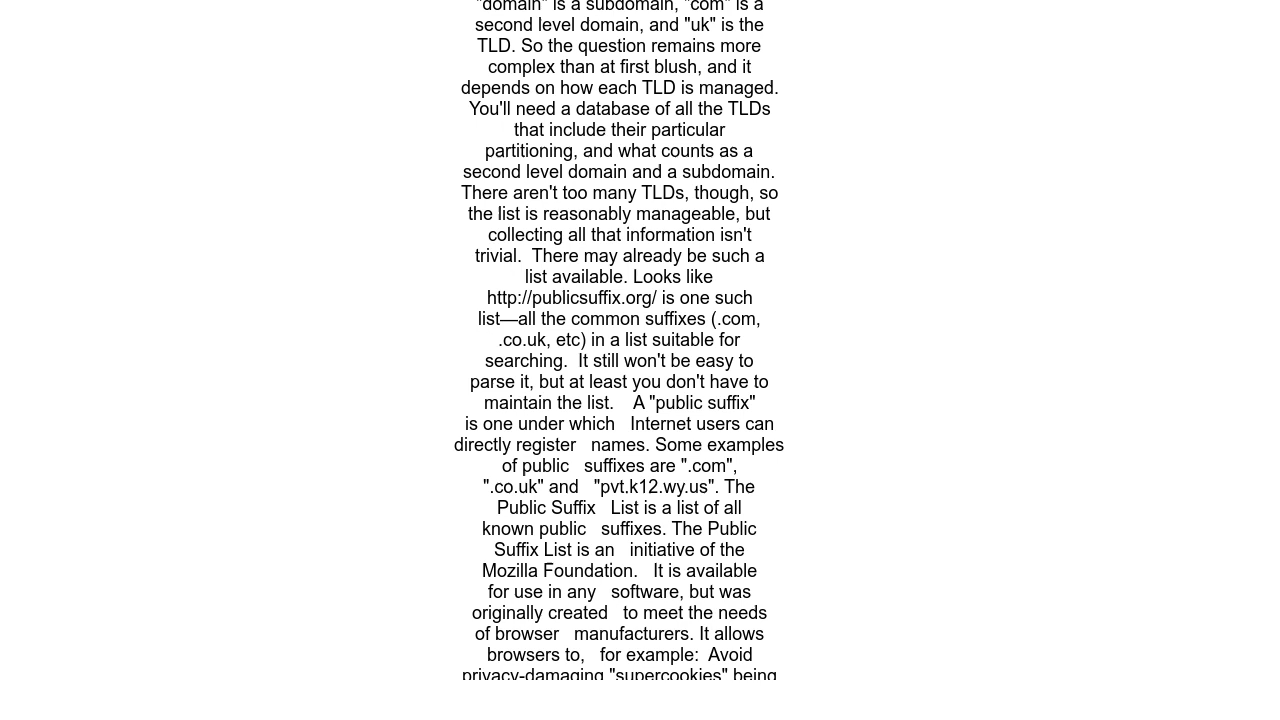 "domain" is a subdomain, "com" is a
second level domain, and "uk" is the
TLD. So the question remains more
complex than at first blush, and it
depends on how each TLD is managed.
You'll need a database of all the TLDs
that include their particular
partitioning, and what counts as a
second level domain and a subdomain.
There aren't too many TLDs, though, so
the list is reasonably manageable, but
collecting all that information isn't
trivial.  There may already be such a
list available. Looks like
http://publicsuffix.org/ is one such
list—all the common suffixes (.com,
.co.uk, etc) in a list suitable for
searching.  It still won't be easy to
parse it, but at least you don't have to
maintain the list.    A "public suffix"
is one under which   Internet users can
directly register   names. Some examples
of public   suffixes are ".com",
".co.uk" and   "pvt.k12.wy.us". The
Public Suffix   List is a list of all
known public   suffixes. The Public
Suffix List is an   initiative of the
Mozilla Foundation.   It is available
for use in any   software, but was
originally created   to meet the needs
of browser   manufacturers. It allows
browsers to,   for example:  Avoid
privacy-damaging "supercookies" being